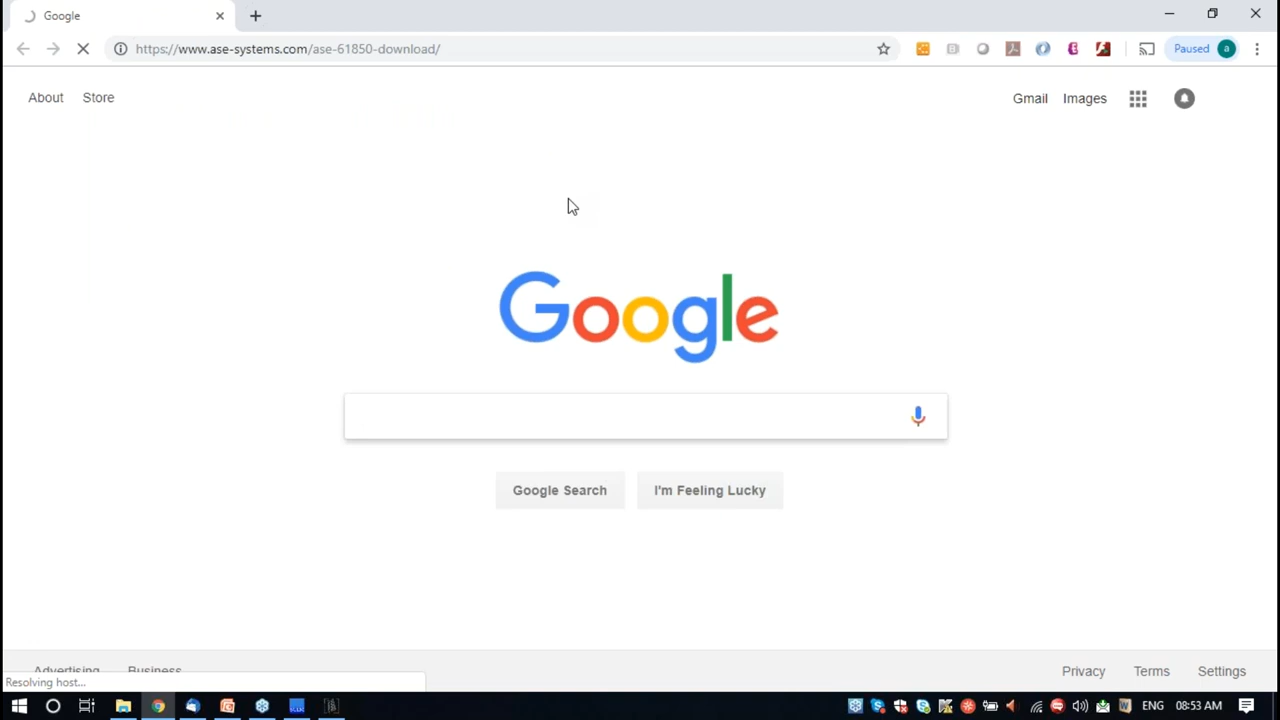 Google
https://www.ase-systems.com/ase-61850-download/
Paused a
About Store
Gmail Images
Google
Google Search I'm Feeling Lucky
Advertising Business
Privacy Terms Settings
Resolving host...
ENG 08:53 AM